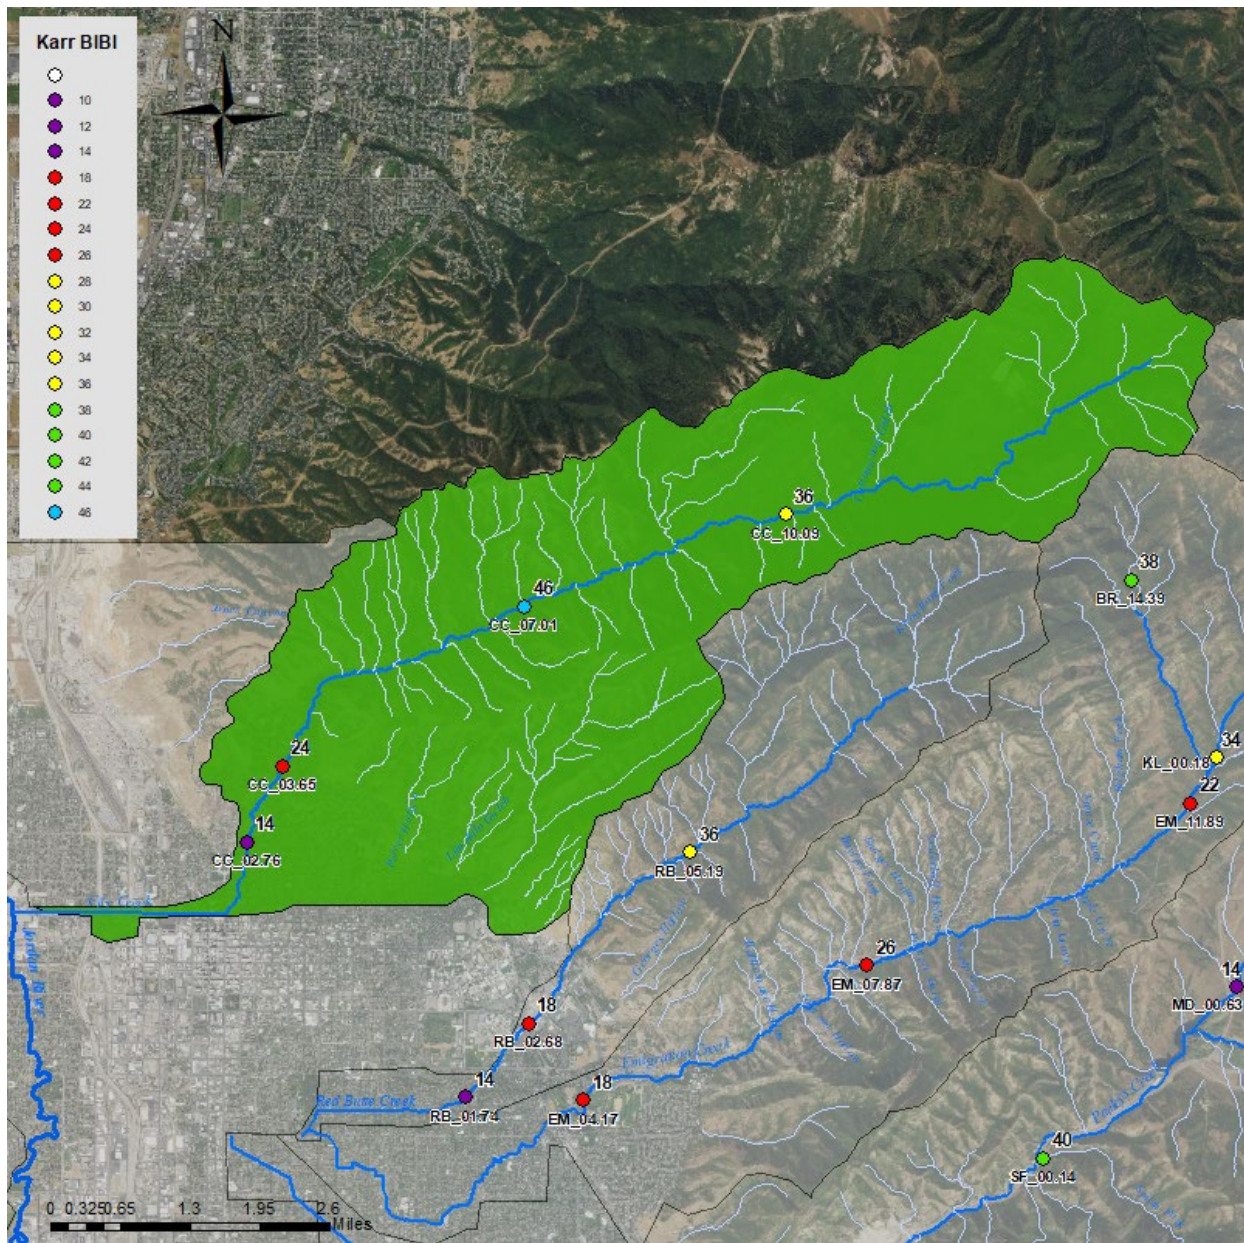 Karr BIBI
N
10
12
14
18
22
24
26
28
30
32
34
36
38
40
42
44
46
36
CC_10.09
38
BR_14.39
46
CC_07.01
24
CC_03.65
34
KL_00.18
22
EM_11.89
14
CC_02.76
36
RB_05.19
City Creek
Jordan River
26
EM_07.87
14
MD_00.63
18
RB_02.68
Emigration Creek
14
RB_01.74
Red Butte Creek
18
EM_04.17
Parleys Creek
40
SF_00.14
0 0.325 0.65 1.3 1.95 2.6
Miles